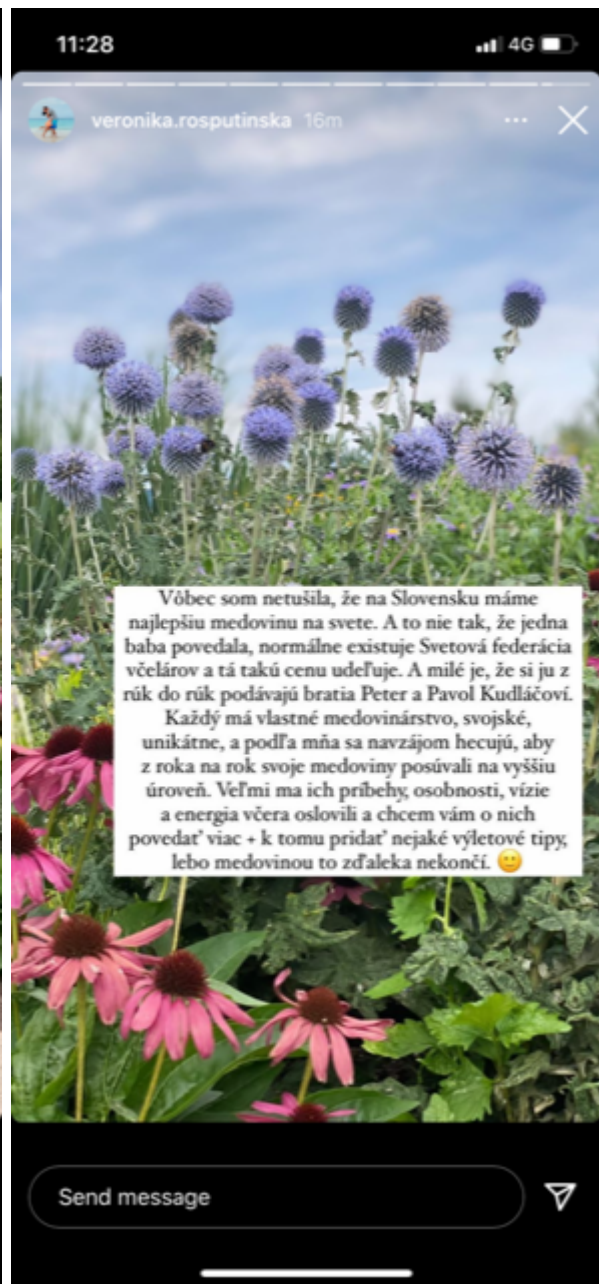 11:28
4G
veronika.rosputinska 16m
Vôbec som netušila, že na Slovensku máme
najlepšiu medovinu na svete. A to nie tak, že jedna
baba povedala, normálne existuje Svetová federácia
včelárov a tá takú cenu udeľuje. A milé je, že si ju z
rúk do rúk podávajú bratia Peter a Pavol Kudláčoví.
Každý má vlastné medovinárstvo, svojské,
unikátne, a podľa mňa sa navzájom hecujú, aby
z roka na rok svoje medoviny posúvali na vyššiu
úroveň. Veľmi ma ich príbehy, osobnosti, vízie
a energia včera oslovili a chcem vám o nich
povedať viac + k tomu pridať nejaké výletové tipy,
lebo medovinou to zďaleka nekončí. 🙂
Send message